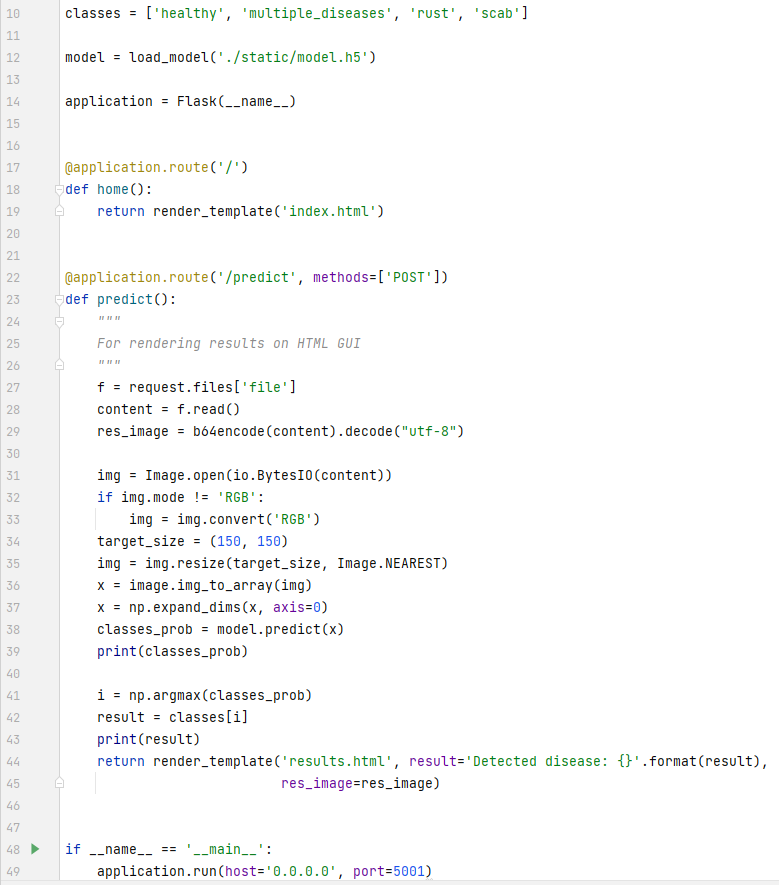 10 classes = ['healthy', 'multiple_diseases', 'rust', 'scab']
11
12 model = load_model('./static/model.h5')
13
14 application = Flask(__name__)
15
16
17 @application.route('/')
18 def home():
19     return render_template('index.html')
20
21
22 @application.route('/predict', methods=['POST'])
23 def predict():
24     """
25     For rendering results on HTML GUI
26     """
27     f = request.files['file']
28     content = f.read()
29     res_image = b64encode(content).decode("utf-8")
30
31     img = Image.open(io.BytesIO(content))
32     if img.mode != 'RGB':
33         img = img.convert('RGB')
34     target_size = (150, 150)
35     img = img.resize(target_size, Image.NEAREST)
36     x = image.img_to_array(img)
37     x = np.expand_dims(x, axis=0)
38     classes_prob = model.predict(x)
39     print(classes_prob)
40
41     i = np.argmax(classes_prob)
42     result = classes[i]
43     print(result)
44     return render_template('results.html', result='Detected disease: {}'.format(result),
45                            res_image=res_image)
46
47
48 if __name__ == '__main__':
49     application.run(host='0.0.0.0', port=5001)